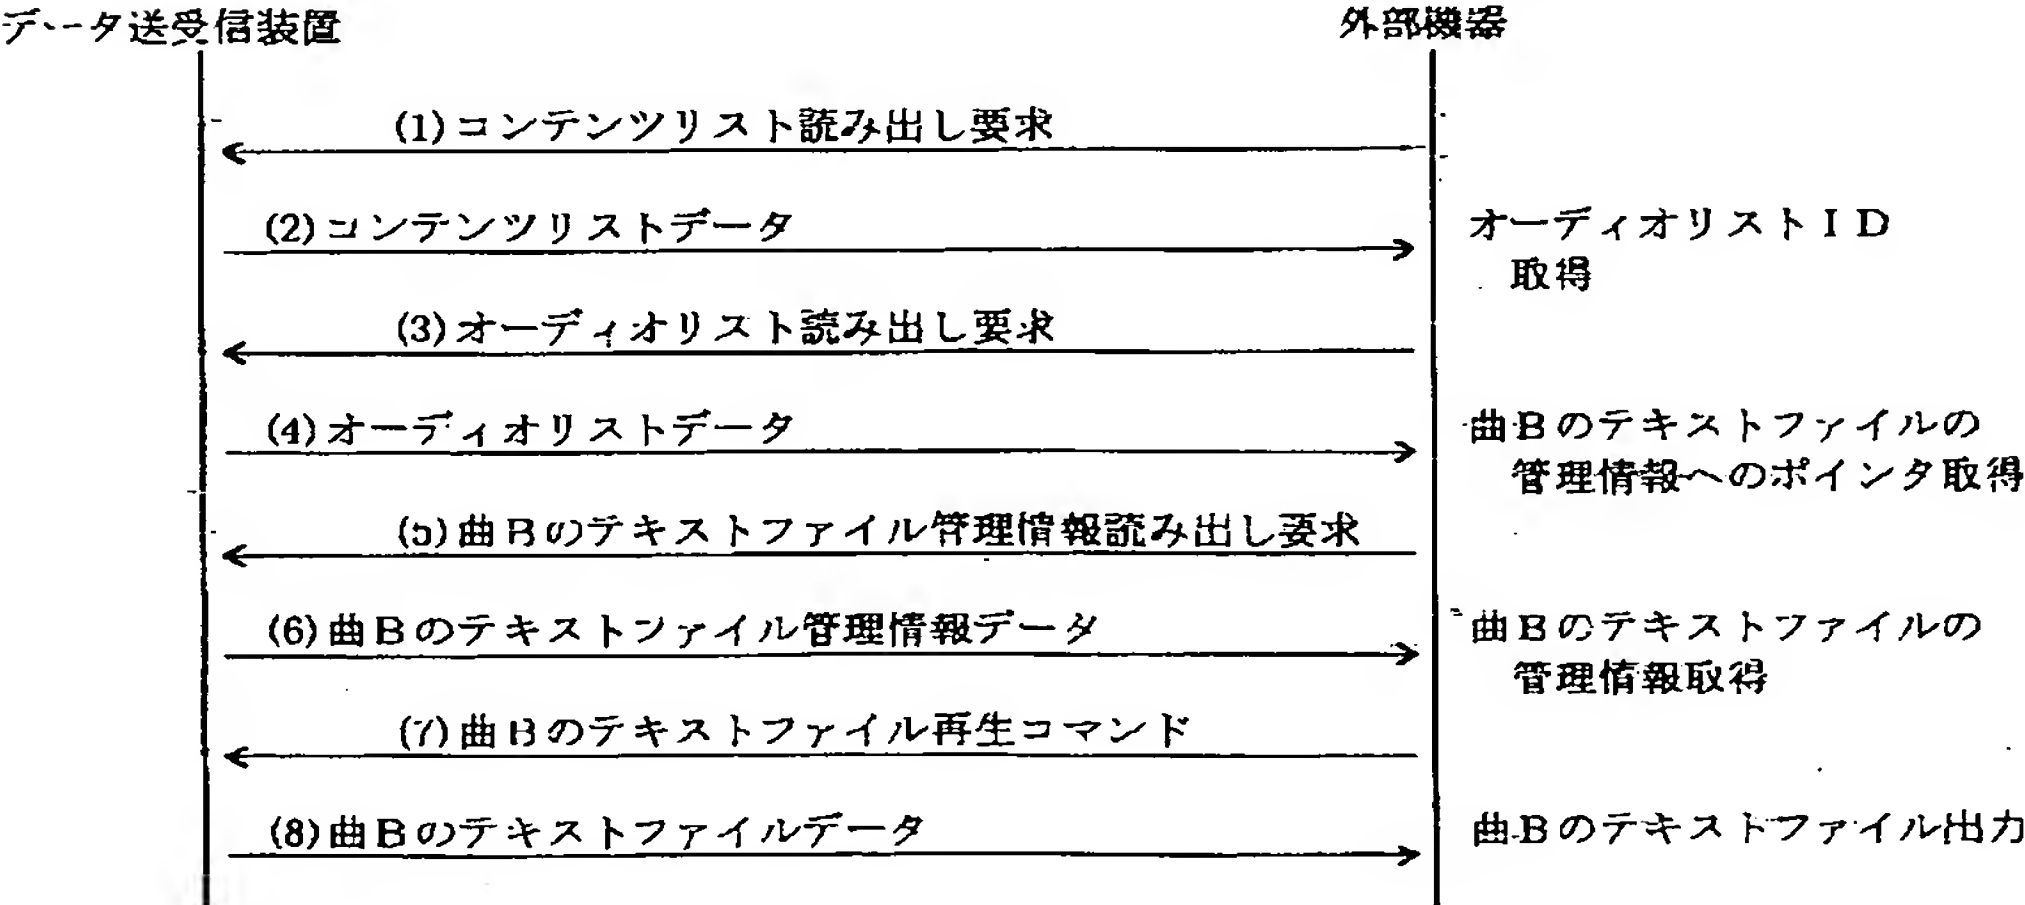 データ送受信装置
外部機器
(1)コンテンツリスト読み出し要求
(2)コンテンツリストデータ
オーディオリストID
取得
(3)オーディオリスト読み出し要求
(4)オーディオリストデータ
曲Bのテキストファイルの
管理情報へのポインタ取得
(5)曲Bのテキストファイル管理情報読み出し要求
(6)曲Bのテキストファイル管理情報データ
曲Bのテキストファイルの
管理情報取得
(7)曲Bのテキストファイル再生コマンド
(8)曲Bのテキストファイルデータ
曲Bのテキストファイル出力